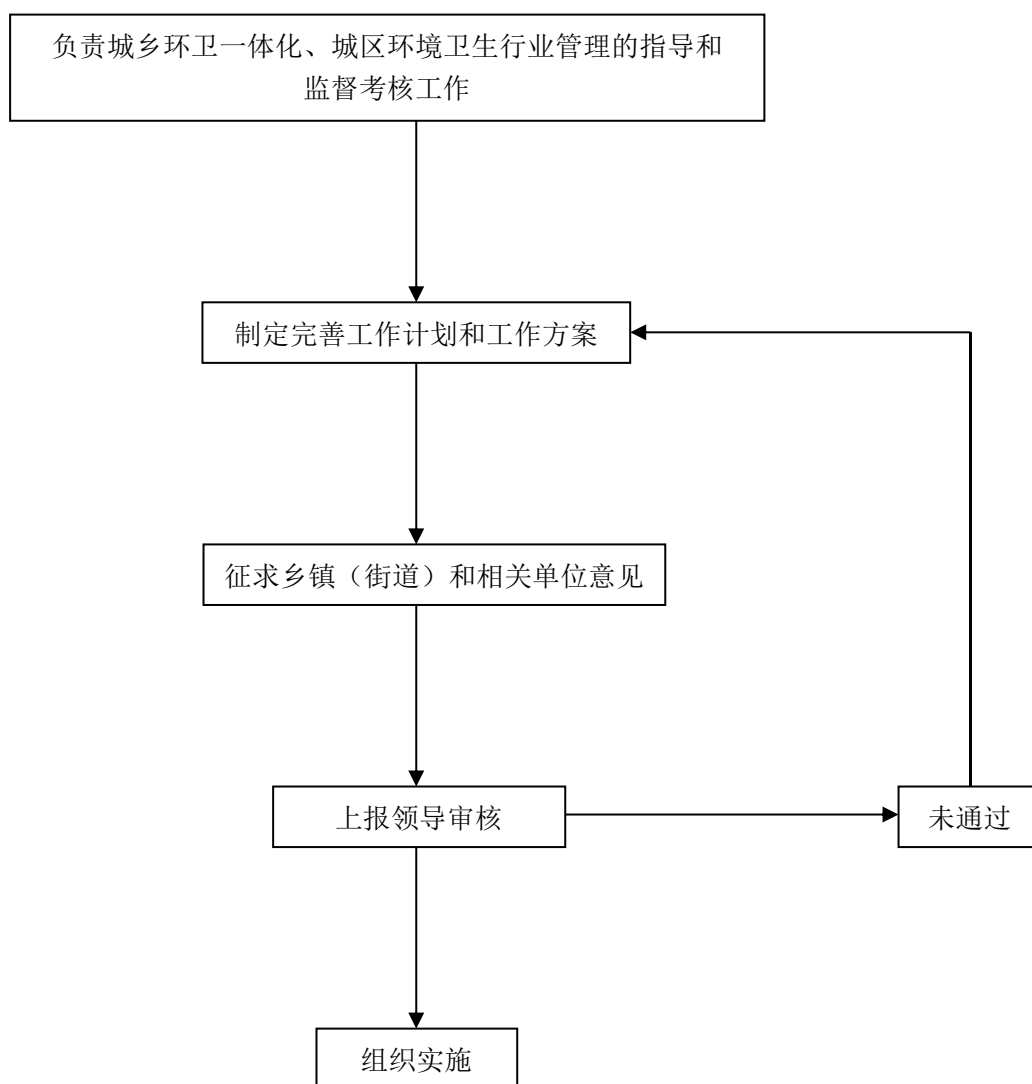 负责城乡环卫一体化、城区环境卫生行业管理的指导和
监督考核工作
制定完善工作计划和工作方案
征求乡镇（街道）和相关单位意见
上报领导审核
未通过
组织实施